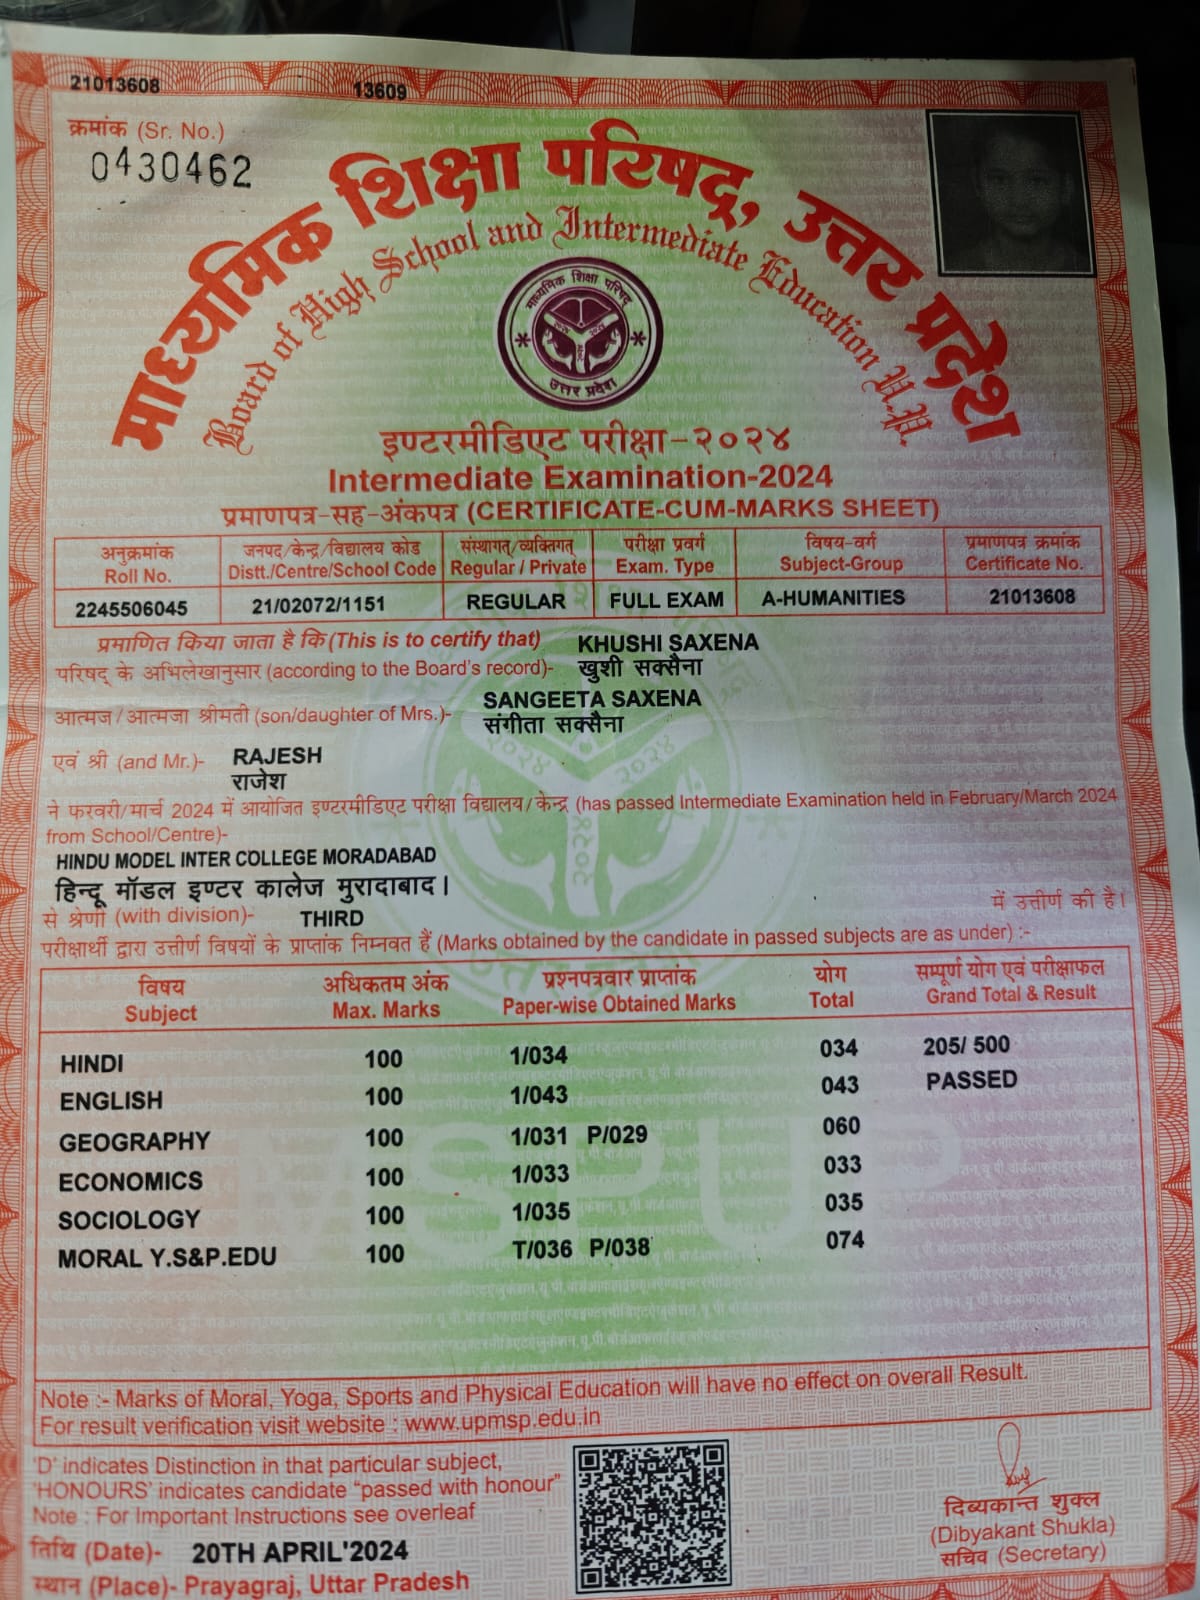 21013608 13609
क्रमांक (Sr. No.)
0430462
माध्यमिक शिक्षा परिषद्, उत्तर प्रदेश
Board of High School and Intermediate Education U.P.
माध्यमिक शिक्षा परिषद्
उत्तर प्रदेश
इण्टरमीडिएट परीक्षा-२०२४
Intermediate Examination-2024
प्रमाणपत्र-सह-अंकपत्र (CERTIFICATE-CUM-MARKS SHEET)
अनुक्रमांक जनपद/केन्द्र/विद्यालय कोड संस्थागत/व्यक्तिगत् परीक्षा प्रवर्ग विषय-वर्ग प्रमाणपत्र क्रमांक
Roll No. Distt./Centre/School Code Regular / Private Exam. Type Subject-Group Certificate No.
2245506045 21/02072/1151 REGULAR FULL EXAM A-HUMANITIES 21013608
प्रमाणित किया जाता है कि (This is to certify that) KHUSHI SAXENA
परिषद् के अभिलेखानुसार (according to the Board's record)- खुशी सक्सैना
SANGEETA SAXENA
आत्मज/आत्मजा श्रीमती (son/daughter of Mrs.)- संगीता सक्सैना
एवं श्री (and Mr.)- RAJESH
राजेश
ने फरवरी/मार्च 2024 में आयोजित इण्टरमीडिएट परीक्षा विद्यालय/केन्द्र (has passed Intermediate Examination held in February/March 2024
from School/Centre)-
HINDU MODEL INTER COLLEGE MORADABAD
हिन्दू मॉडल इण्टर कालेज मुरादाबाद।
में उत्तीर्ण की है।
से श्रेणी (with division)- THIRD
परीक्षार्थी द्वारा उत्तीर्ण विषयों के प्राप्तांक निम्नवत हैं (Marks obtained by the candidate in passed subjects are as under) :-
विषय अधिकतम अंक प्रश्नपत्रवार प्राप्तांक योग सम्पूर्ण योग एवं परीक्षाफल
Subject Max. Marks Paper-wise Obtained Marks Total Grand Total & Result
HINDI 100 1/034 034 205/ 500
ENGLISH 100 1/043 043 PASSED
GEOGRAPHY 100 1/031 P/029 060
ECONOMICS 100 1/033 033
SOCIOLOGY 100 1/035 035
MORAL Y.S&P.EDU 100 T/036 P/038 074
Note :- Marks of Moral, Yoga, Sports and Physical Education will have no effect on overall Result.
For result verification visit website : www.upmsp.edu.in
'D' indicates Distinction in that particular subject,
'HONOURS' indicates candidate "passed with honour"
Note : For Important Instructions see overleaf
तिथि (Date)- 20TH APRIL'2024
स्थान (Place)- Prayagraj, Uttar Pradesh
दिब्यकान्त शुक्ल
(Dibyakant Shukla)
सचिव (Secretary)